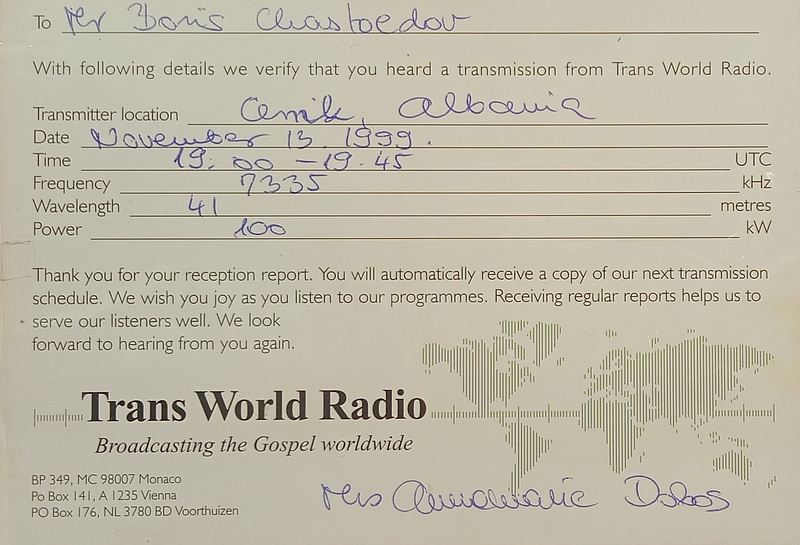 To Mr Boris Chastoedov
With following details we verify that you heard a transmission from Trans World Radio.
Transmitter location Cërrik, Albania
Date November 13. 1999.
Time 19:00 – 19.45 UTC
Frequency 7335 kHz
Wavelength 41 metres
Power 100 kW
Thank you for your reception report. You will automatically receive a copy of our next transmission
schedule. We wish you joy as you listen to our programmes. Receiving regular reports helps us to
serve our listeners well. We look
forward to hearing from you again.
Trans World Radio
Broadcasting the Gospel worldwide
BP 349, MC 98007 Monaco
Po Box 141, A 1235 Vienna
PO Box 176, NL 3780 BD Voorthuizen
Mrs Annamarie